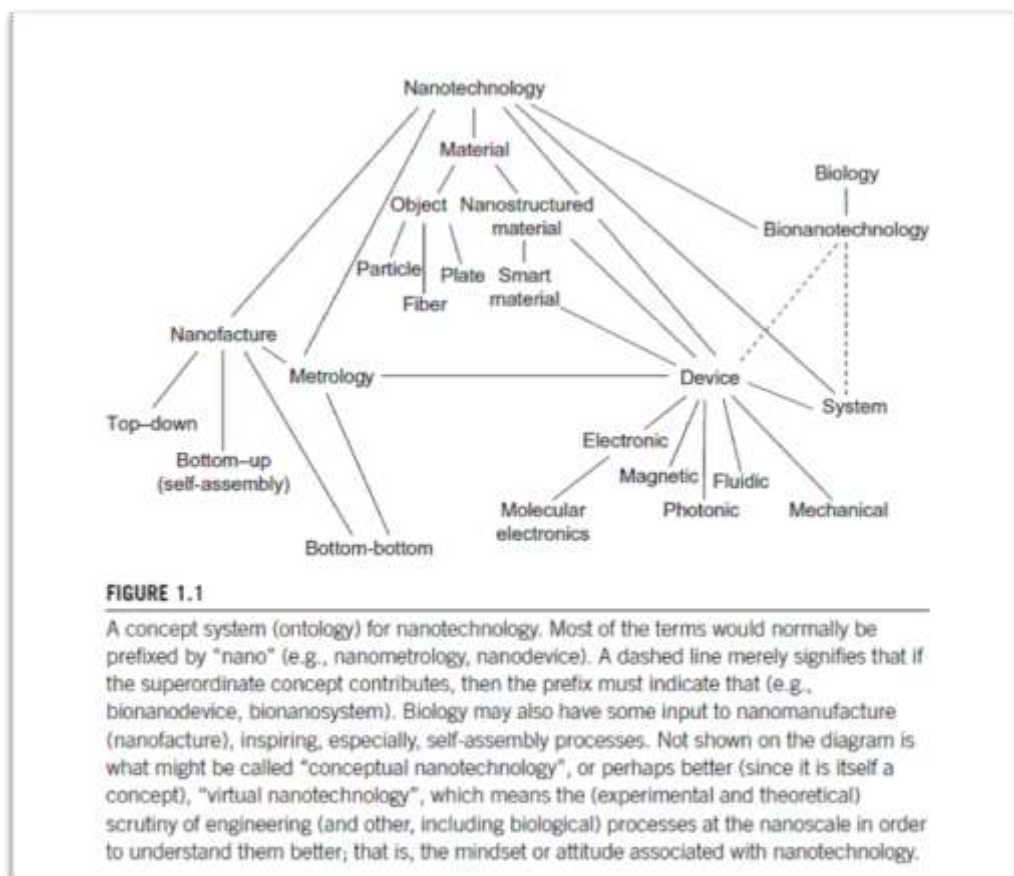 Nanotechnology
Material
Biology
Object Nanostructured
material
Bionanotechnology
Particle
Plate Smart
material
Fiber
Nanofacture
Metrology
Device
System
Top–down
Electronic
Bottom–up
(self-assembly)
Magnetic
Fluidic
Molecular
electronics
Photonic
Mechanical
Bottom-bottom
FIGURE 1.1
A concept system (ontology) for nanotechnology. Most of the terms would normally be
prefixed by "nano" (e.g., nanometrology, nanodevice). A dashed line merely signifies that if
the superordinate concept contributes, then the prefix must indicate that (e.g.,
bionanodevice, bionanosystem). Biology may also have some input to nanomanufacture
(nanofacture), inspiring, especially, self-assembly processes. Not shown on the diagram is
what might be called "conceptual nanotechnology", or perhaps better (since it is itself a
concept), "virtual nanotechnology", which means the (experimental and theoretical)
scrutiny of engineering (and other, including biological) processes at the nanoscale in order
to understand them better; that is, the mindset or attitude associated with nanotechnology.